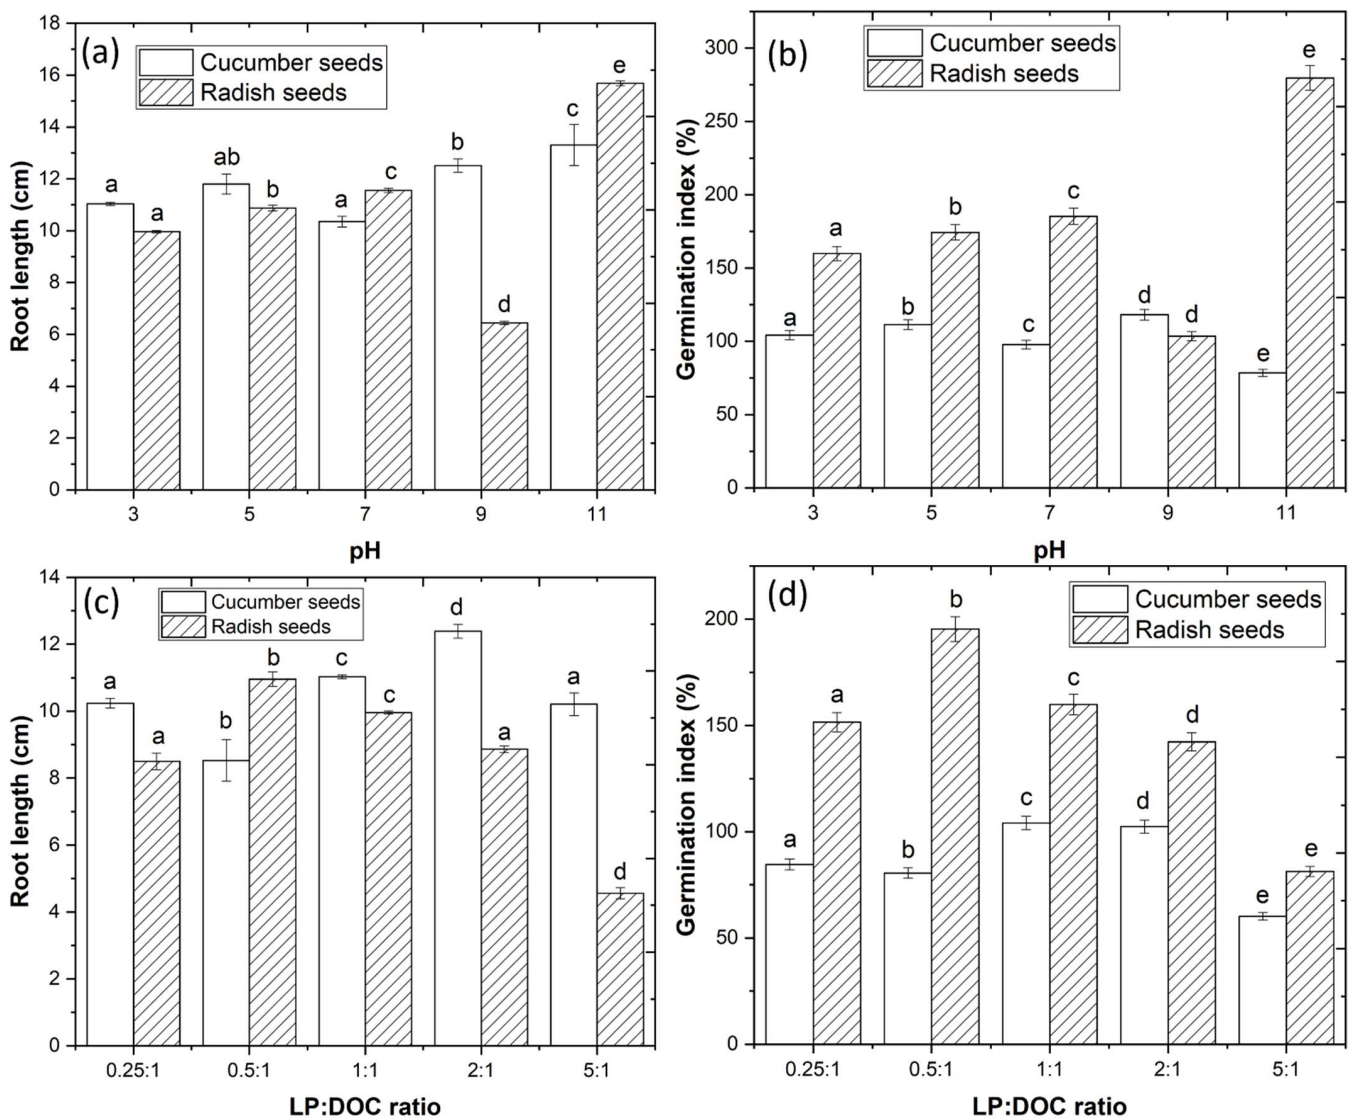 (a)
Cucumber seeds
Radish seeds
Root length (cm)
18
16
14
12
10
8
6
4
2
0
a
a
ab
b
a
c
b
d
c
e
3 5 7 9 11
pH
(b)
Cucumber seeds
Radish seeds
Germination index (%)
300
250
200
150
100
50
0
a
a
b
b
c
c
d
d
e
e
3 5 7 9 11
pH
(c)
Cucumber seeds
Radish seeds
Root length (cm)
14
12
10
8
6
4
2
0
a
a
b
b
c
c
d
a
a
d
0.25:1 0.5:1 1:1 2:1 5:1
LP:DOC ratio
(d)
Cucumber seeds
Radish seeds
Germination index (%)
200
150
100
50
0
a
a
b
b
c
c
d
d
e
e
0.25:1 0.5:1 1:1 2:1 5:1
LP:DOC ratio